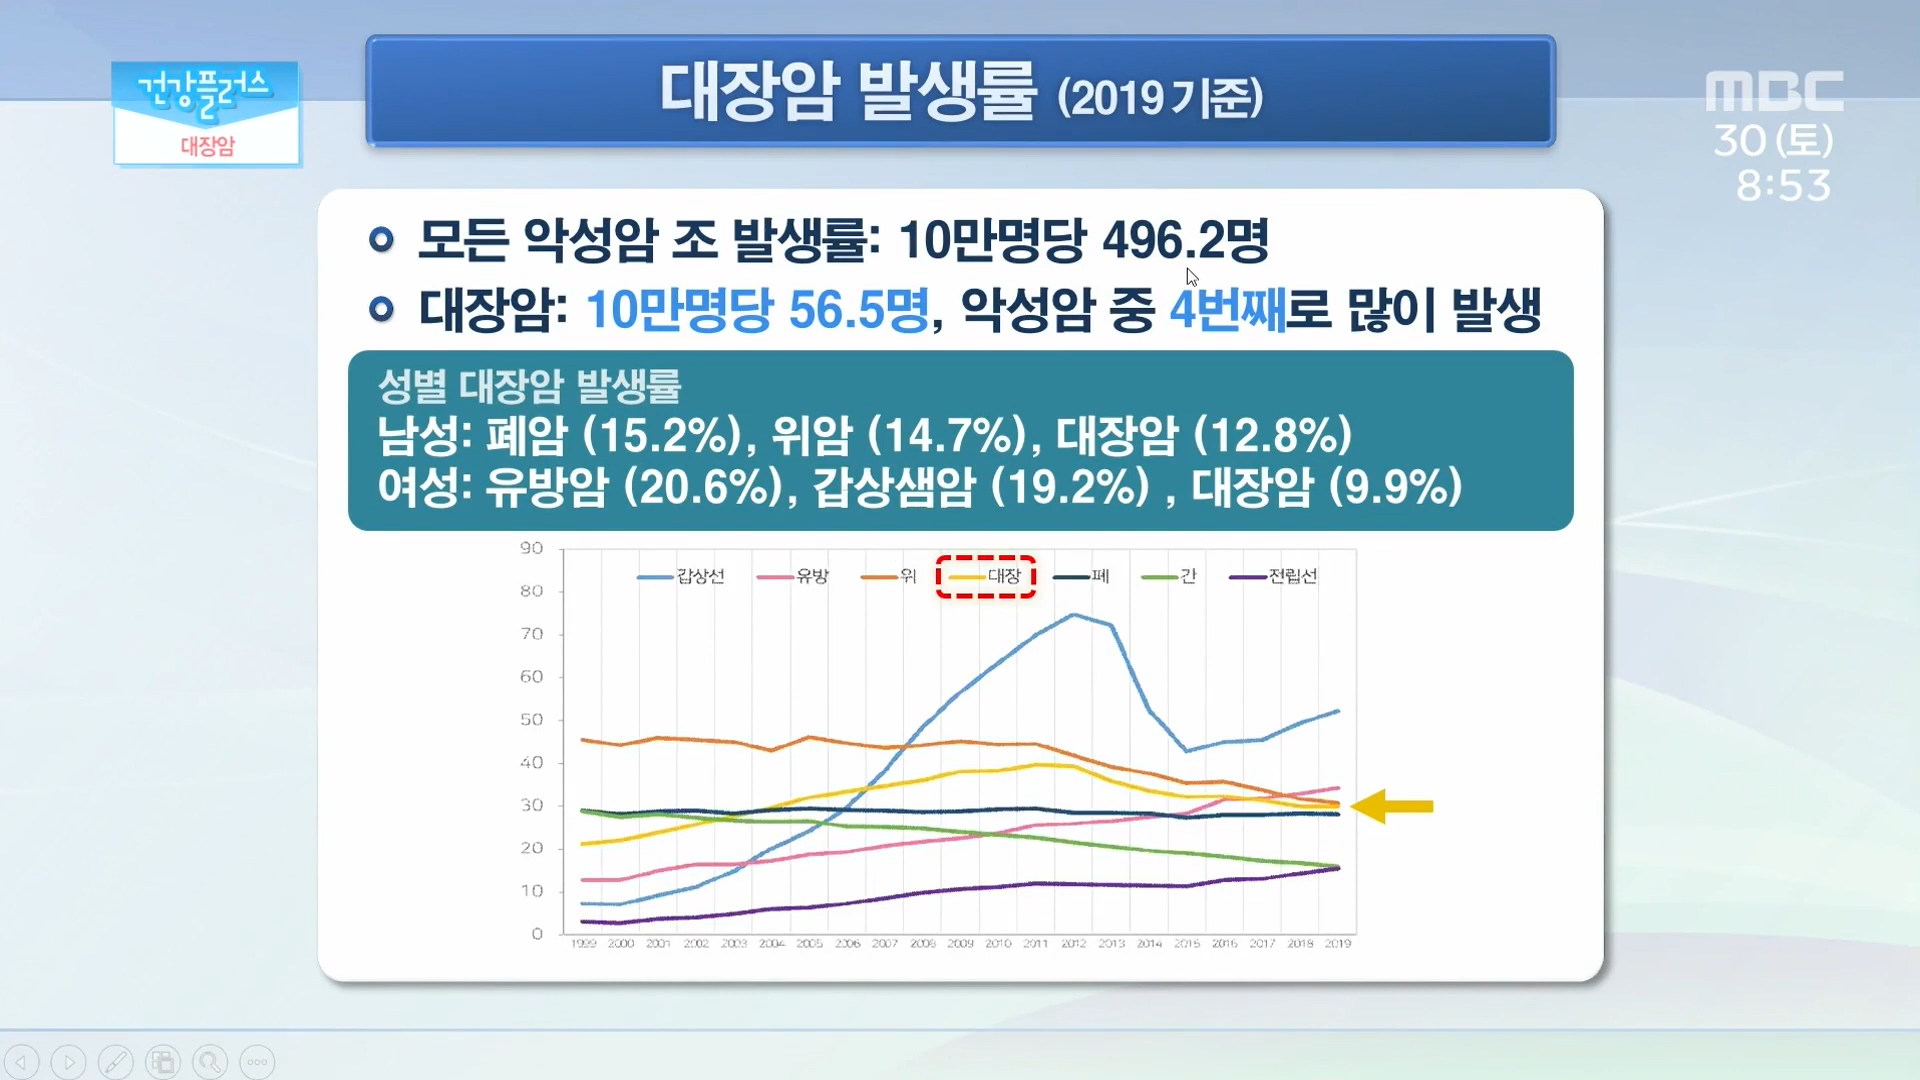 건강플러스
대장암
대장암 발생률 (2019 기준)
MBC
30 (토)
8:53
모든 악성암 조 발생률: 10만명당 496.2명
대장암: 10만명당 56.5명, 악성암 중 4번째로 많이 발생
성별 대장암 발생률
남성: 폐암 (15.2%), 위암 (14.7%), 대장암 (12.8%)
여성: 유방암 (20.6%), 갑상샘암 (19.2%) , 대장암 (9.9%)
갑상선 유방 위 대장 폐 간 전립선
90
80
70
60
50
40
30
20
10
0
1999 2000 2001 2002 2003 2004 2005 2006 2007 2008 2009 2010 2011 2012 2013 2014 2015 2016 2017 2018 2019